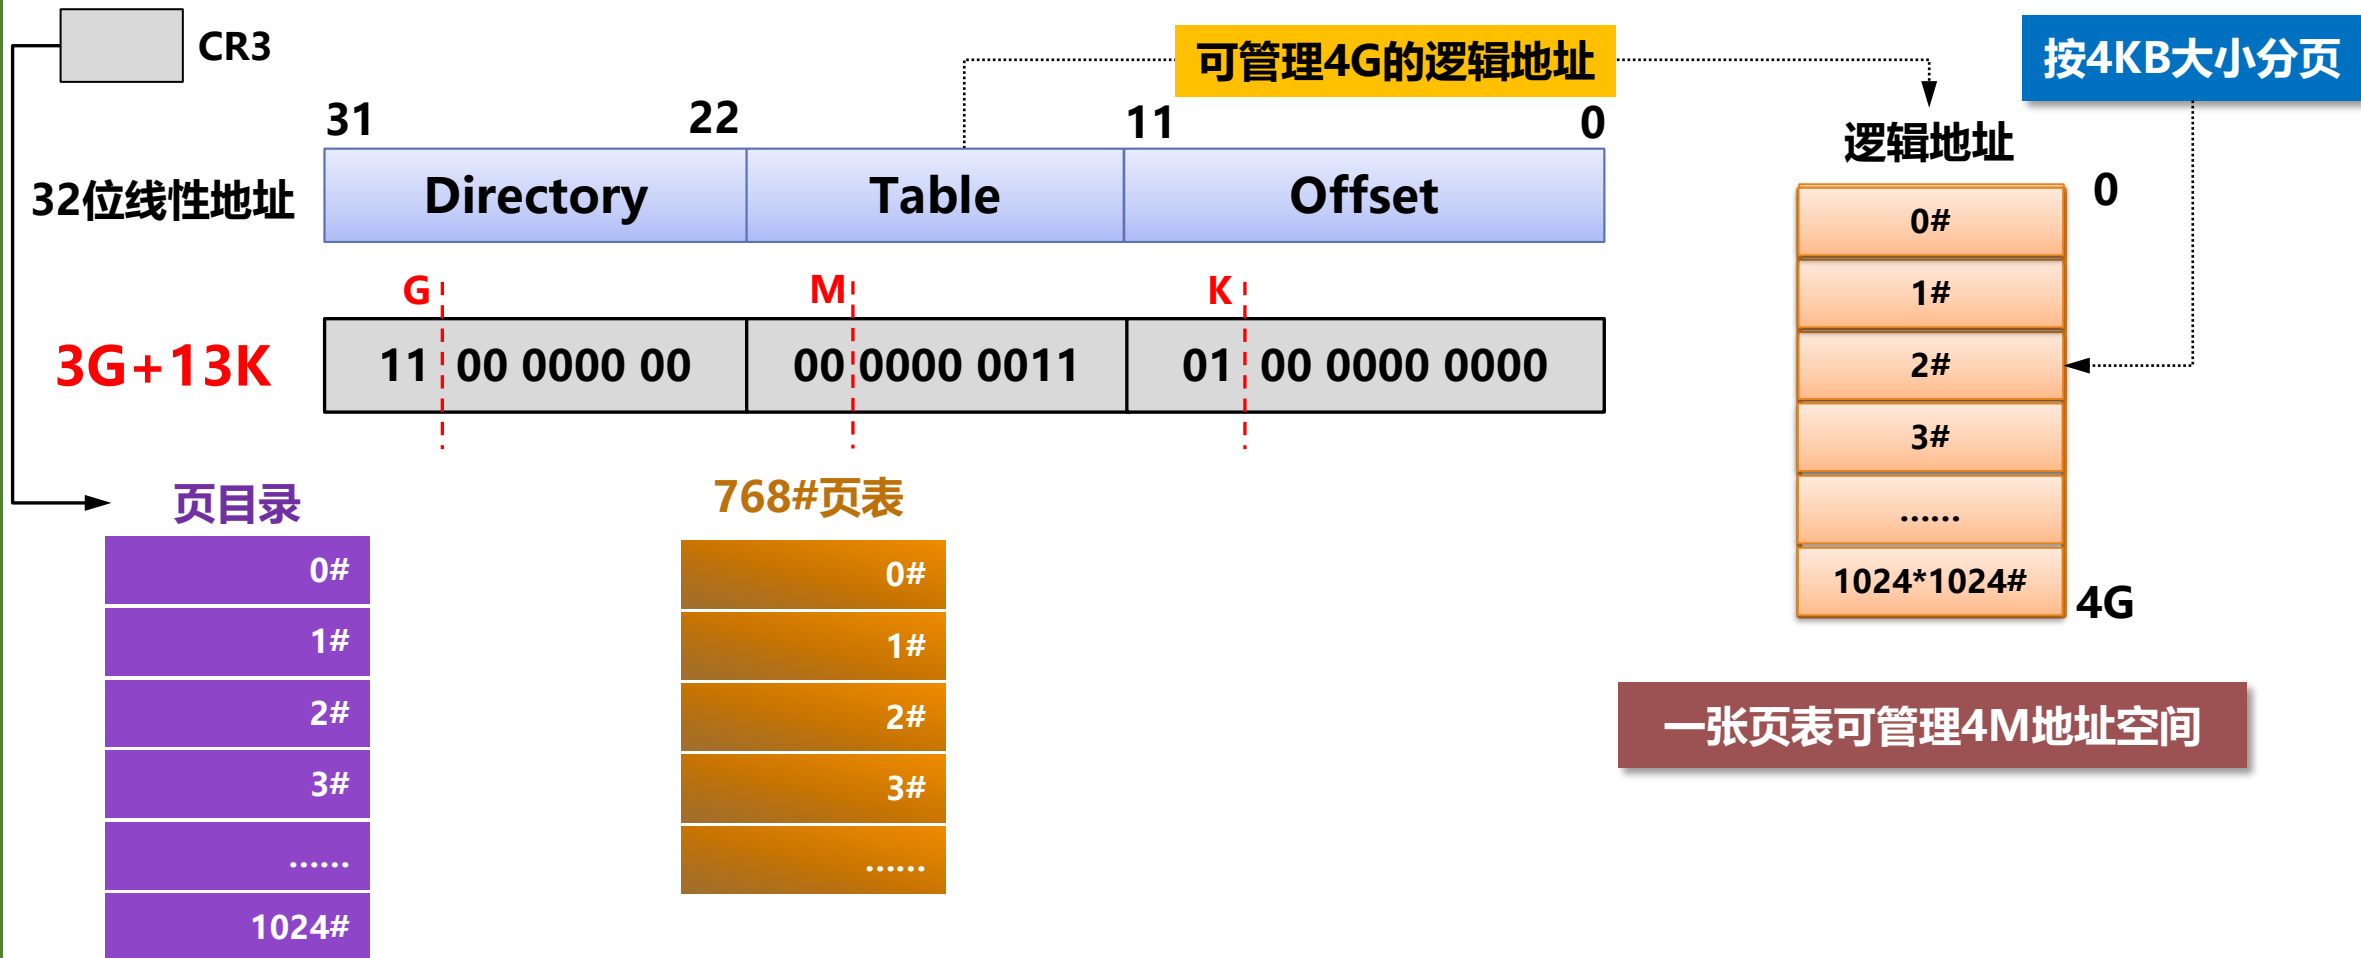 CR3
可管理4G的逻辑地址
按4KB大小分页
31
22
11
0
逻辑地址
32位线性地址
Directory
Table
Offset
0
0#
1#
2#
3#
......
1024*1024#
4G
G
M
K
3G+13K
11 00 0000 00
00 0000 0011
01 00 0000 0000
页目录
0#
1#
2#
3#
......
1024#
768#页表
0#
1#
2#
3#
......
一张页表可管理4M地址空间